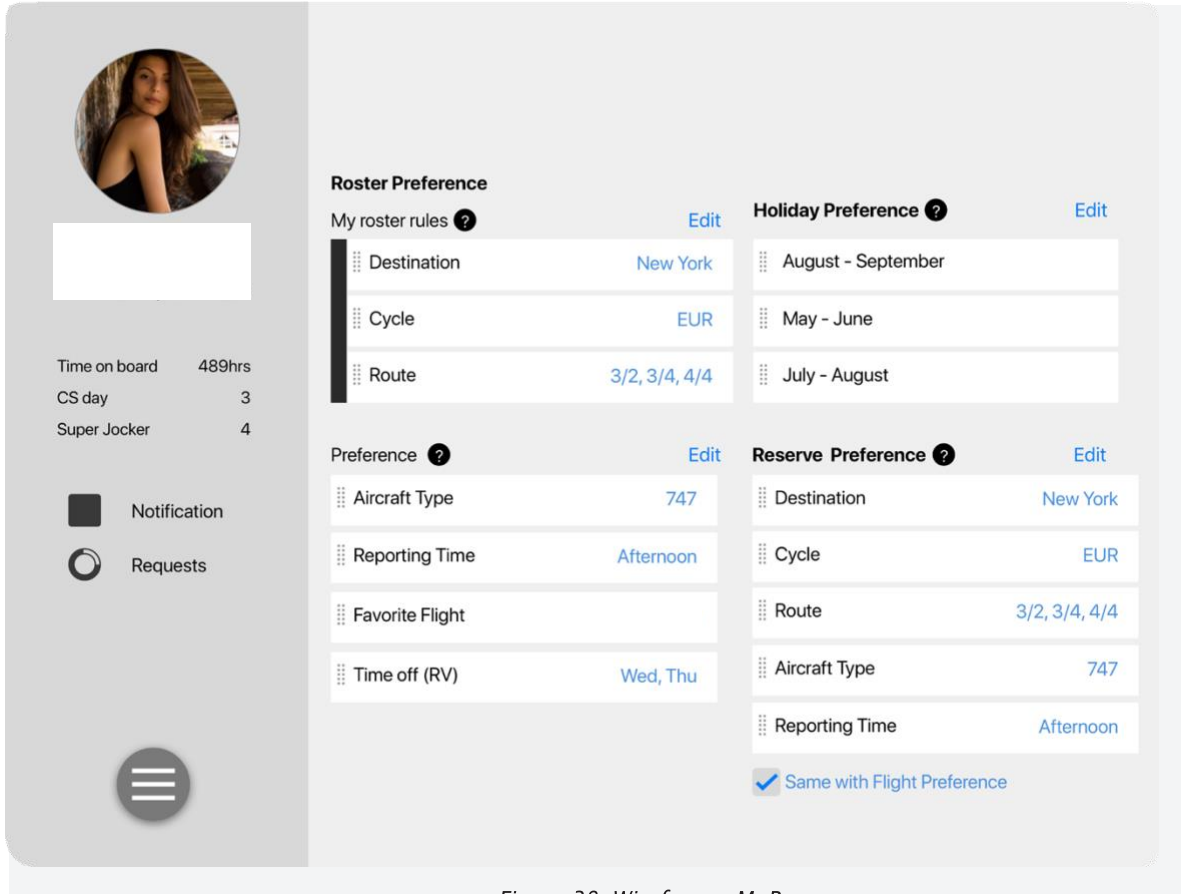 Time on board 489hrs
CS day 3
Super Jocker 4
Notification
Requests
Roster Preference
My roster rules ? Edit
Destination New York
Cycle EUR
Route 3/2, 3/4, 4/4
Preference ? Edit
Aircraft Type 747
Reporting Time Afternoon
Favorite Flight
Time off (RV) Wed, Thu
Holiday Preference ? Edit
August - September
May - June
July - August
Reserve Preference ? Edit
Destination New York
Cycle EUR
Route 3/2, 3/4, 4/4
Aircraft Type 747
Reporting Time Afternoon
Same with Flight Preference